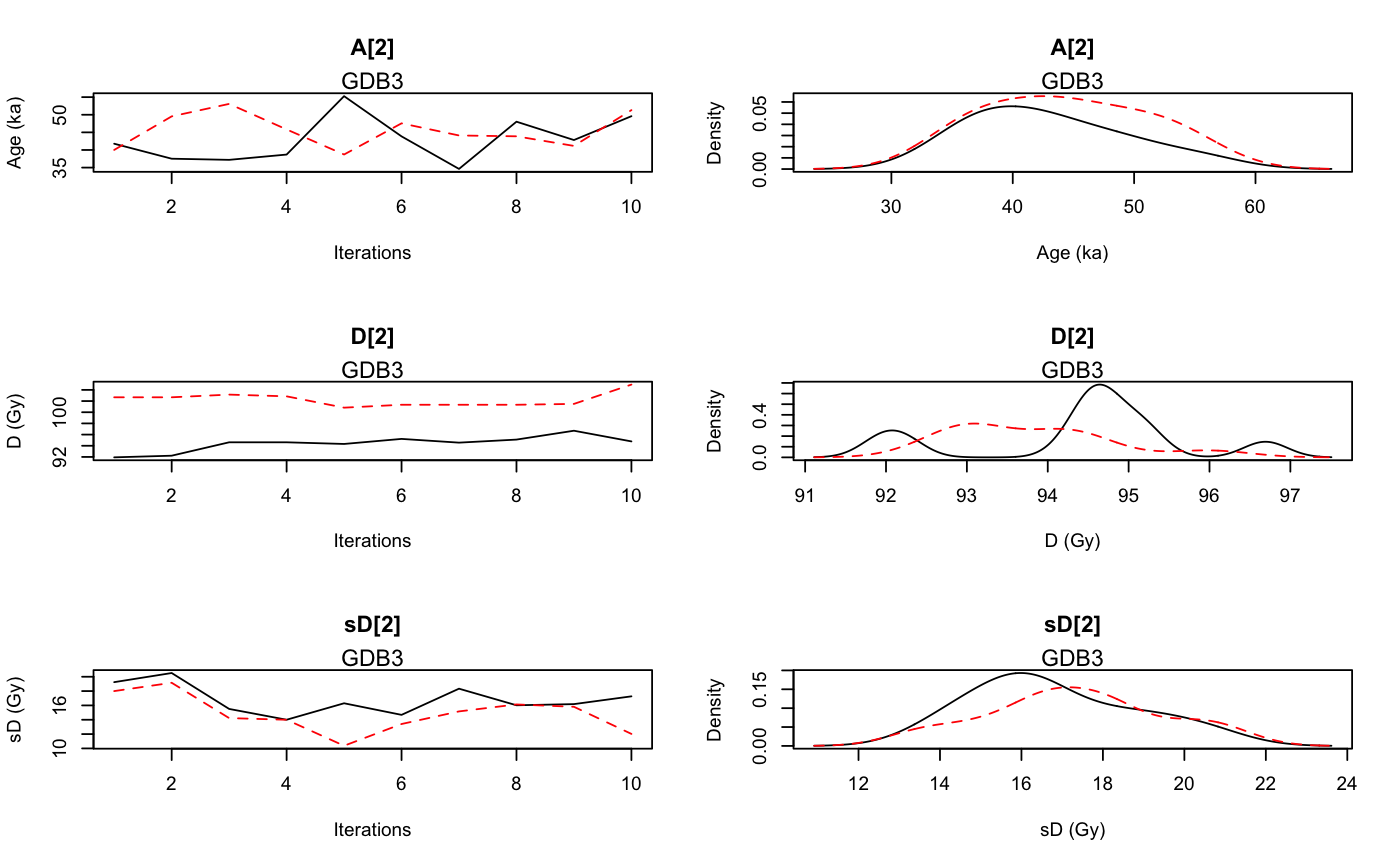 A[2]
GDB3
Age (ka)
50
35
2 4 6 8 10
Iterations
A[2]
GDB3
Density
0.05
0.00
30 40 50 60
Age (ka)
D[2]
GDB3
D (Gy)
100
92
2 4 6 8 10
Iterations
D[2]
GDB3
Density
0.4
0.0
91 92 93 94 95 96 97
D (Gy)
sD[2]
GDB3
sD (Gy)
16
10
2 4 6 8 10
Iterations
sD[2]
GDB3
Density
0.15
0.00
12 14 16 18 20 22 24
sD (Gy)